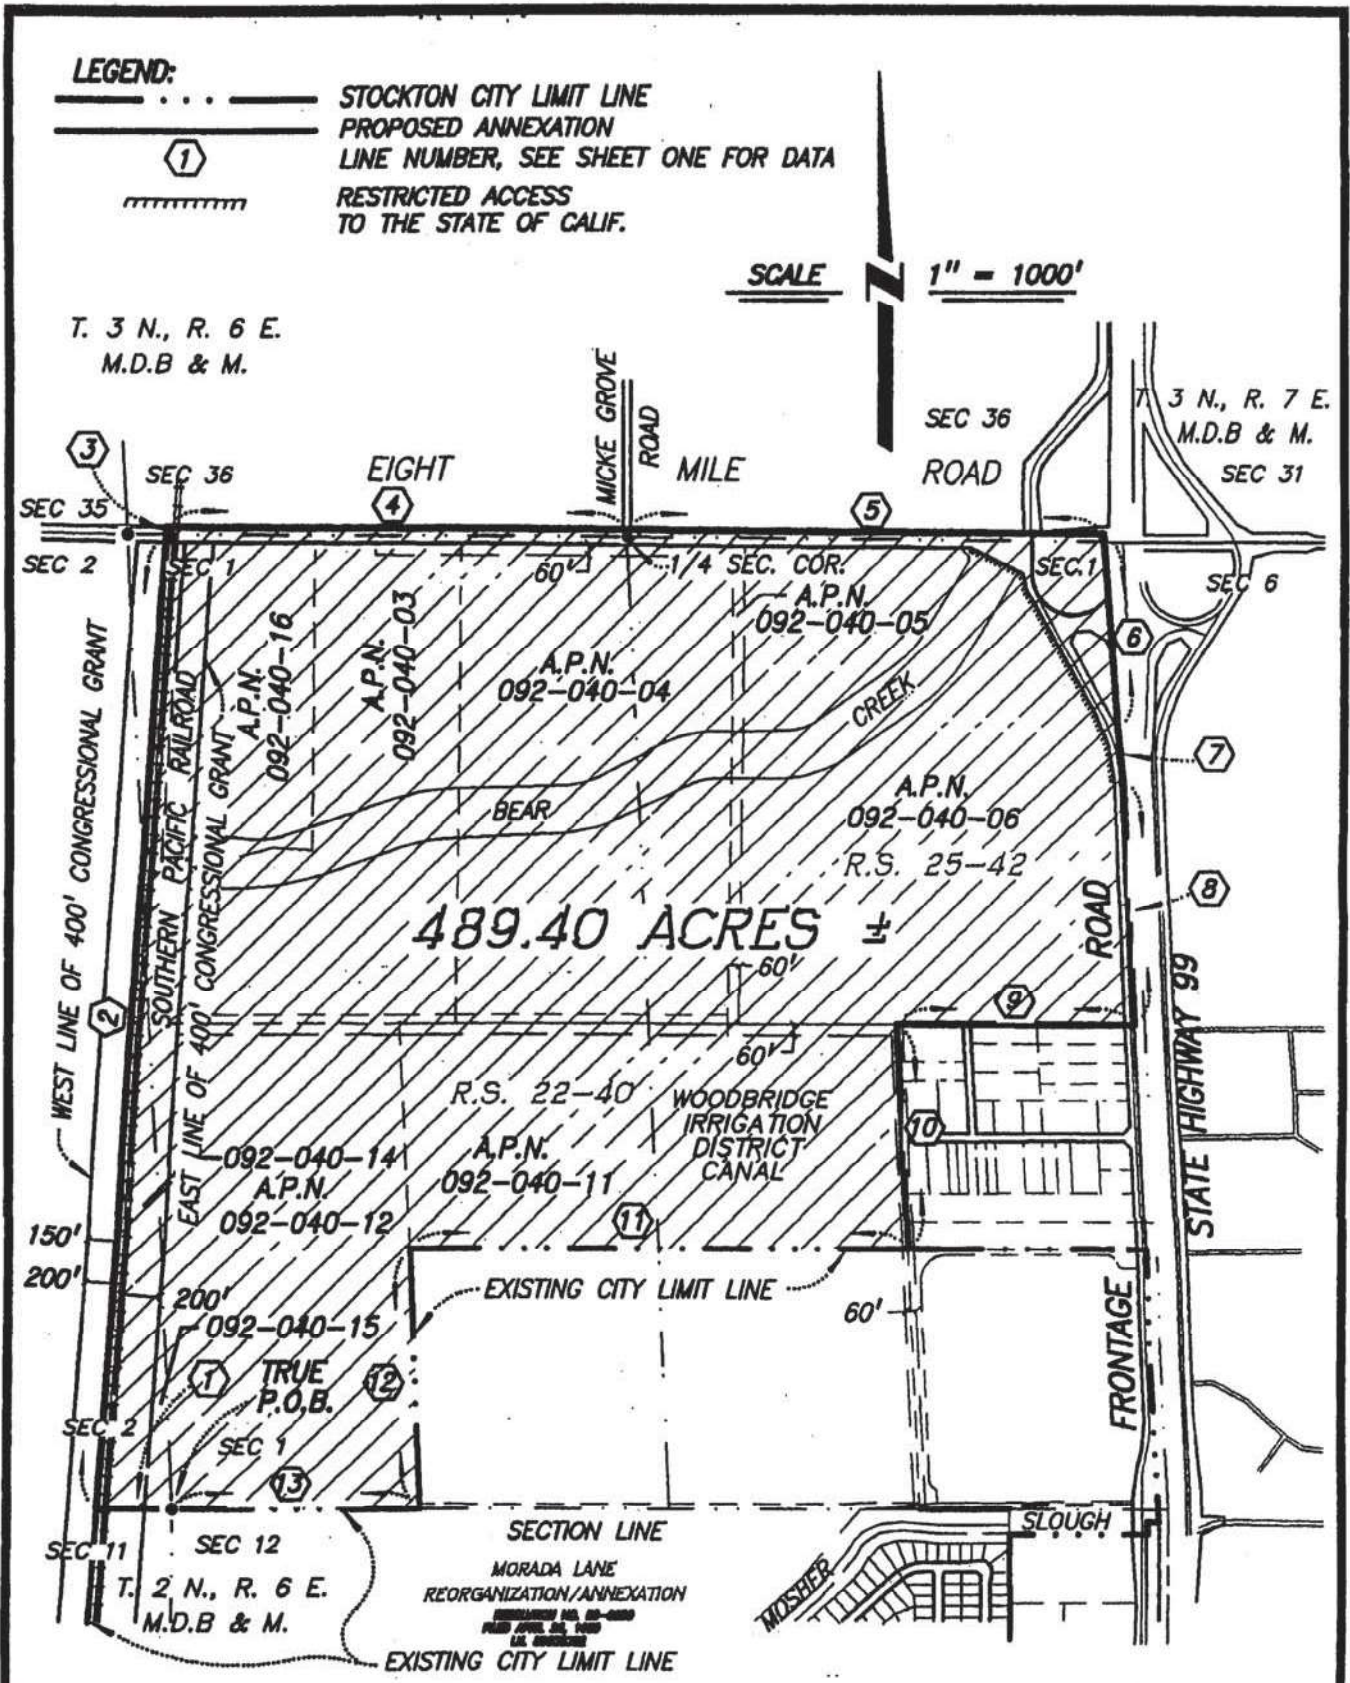 LEGEND:
STOCKTON CITY LIMIT LINE
PROPOSED ANNEXATION
1
LINE NUMBER, SEE SHEET ONE FOR DATA
RESTRICTED ACCESS
TO THE STATE OF CALIF.
SCALE
N
1" = 1000'
T. 3 N., R. 6 E.
M.D.B & M.
MICKE GROVE
ROAD
SEC 36
T. 3 N., R. 7 E.
M.D.B & M.
SEC 31
3
SEC 36
EIGHT
MILE
ROAD
4
5
SEC 35
SEC 2
SEC 1
60'
1/4 SEC. COR.
SEC.1
SEC 6
A.P.N.
092-040-16
A.P.N.
092-040-03
A.P.N.
092-040-04
A.P.N.
092-040-05
6
CREEK
BEAR
7
A.P.N.
092-040-06
R.S. 25-42
8
WEST LINE OF 400' CONGRESSIONAL GRANT
SOUTHERN PACIFIC RAILROAD
EAST LINE OF 400' CONGRESSIONAL GRANT
489.40 ACRES ±
60'
ROAD
2
9
60'
STATE HIGHWAY 99
R.S. 22-40
WOODBRIDGE
IRRIGATION
DISTRICT
CANAL
10
092-040-14
A.P.N.
092-040-12
A.P.N.
092-040-11
11
150'
200'
200'
EXISTING CITY LIMIT LINE
60'
FRONTAGE
092-040-15
1
TRUE
P.O.B.
12
SEC 2
SEC 1
13
SEC 11
SEC 12
SECTION LINE
SLOUGH
MOSHER
T. 2 N., R. 6 E.
M.D.B & M.
MORADA LANE
REORGANIZATION/ANNEXATION
EXISTING CITY LIMIT LINE